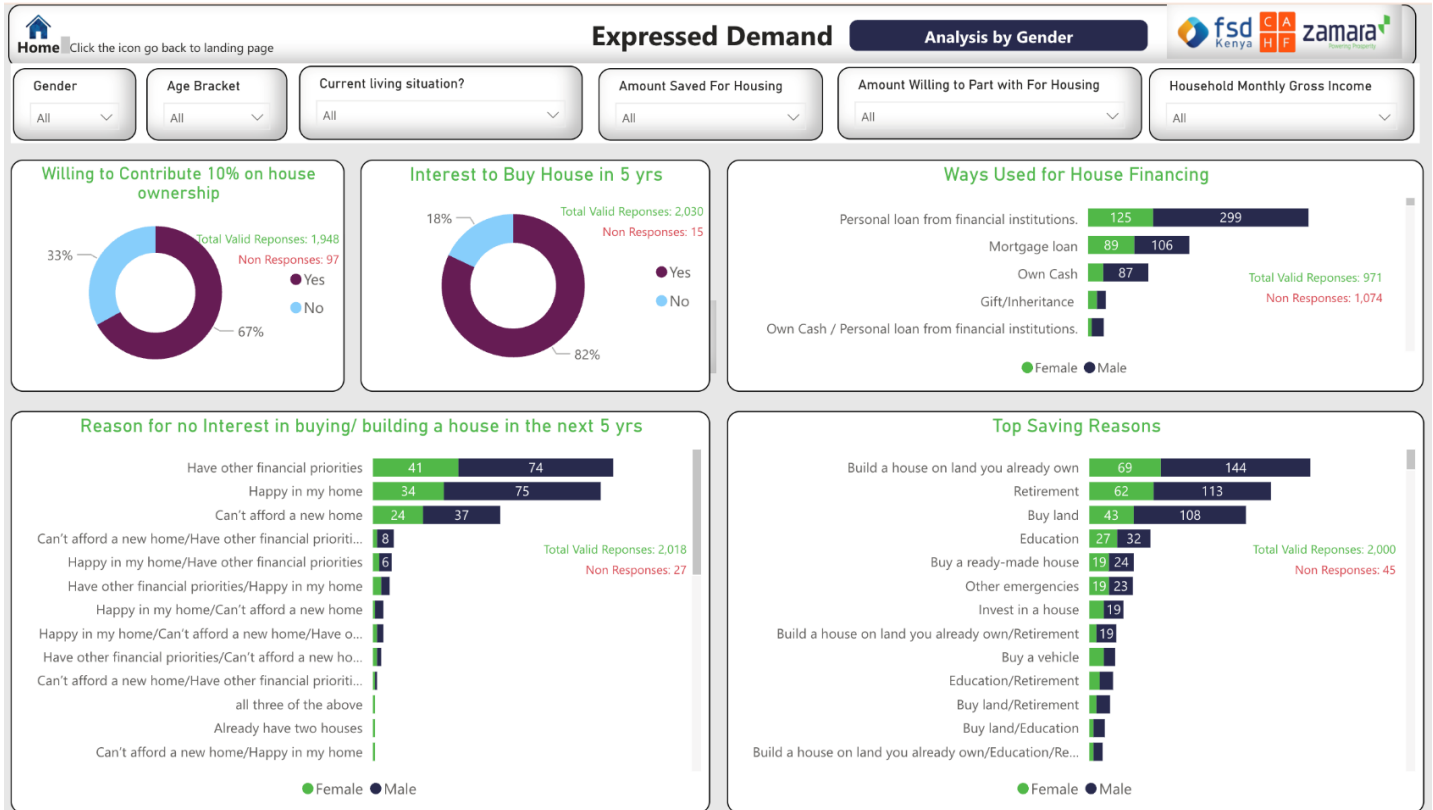 Home
Click the icon go back to landing page
Expressed Demand
Analysis by Gender
fsd
Kenya
C A
H F
zamara
Powering Prosperity
Gender
All
Age Bracket
All
Current living situation?
All
Amount Saved For Housing
All
Amount Willing to Part with For Housing
All
Household Monthly Gross Income
All
Willing to Contribute 10% on house
ownership
Total Valid Reponses: 1,948
Non Responses: 97
33%
67%
Yes
No
Interest to Buy House in 5 yrs
Total Valid Reponses: 2,030
Non Responses: 15
18%
82%
Yes
No
Ways Used for House Financing
Personal loan from financial institutions. 125 299
Mortgage loan 89 106
Own Cash 87
Gift/Inheritance
Own Cash / Personal loan from financial institutions.
Total Valid Reponses: 971
Non Responses: 1,074
Female Male
Reason for no Interest in buying/ building a house in the next 5 yrs
Have other financial priorities 41 74
Happy in my home 34 75
Can't afford a new home 24 37
Can't afford a new home/Have other financial prioriti... 8
Happy in my home/Have other financial priorities 6
Have other financial priorities/Happy in my home
Happy in my home/Can't afford a new home
Happy in my home/Can't afford a new home/Have o...
Have other financial priorities/Can't afford a new ho...
Can't afford a new home/Have other financial prioriti...
all three of the above
Already have two houses
Can't afford a new home/Happy in my home
Total Valid Reponses: 2,018
Non Responses: 27
Female Male
Top Saving Reasons
Build a house on land you already own 69 144
Retirement 62 113
Buy land 43 108
Education 27 32
Buy a ready-made house 19 24
Other emergencies 19 23
Invest in a house 19
Build a house on land you already own/Retirement 19
Buy a vehicle
Education/Retirement
Buy land/Retirement
Buy land/Education
Build a house on land you already own/Education/Re...
Total Valid Reponses: 2,000
Non Responses: 45
Female Male